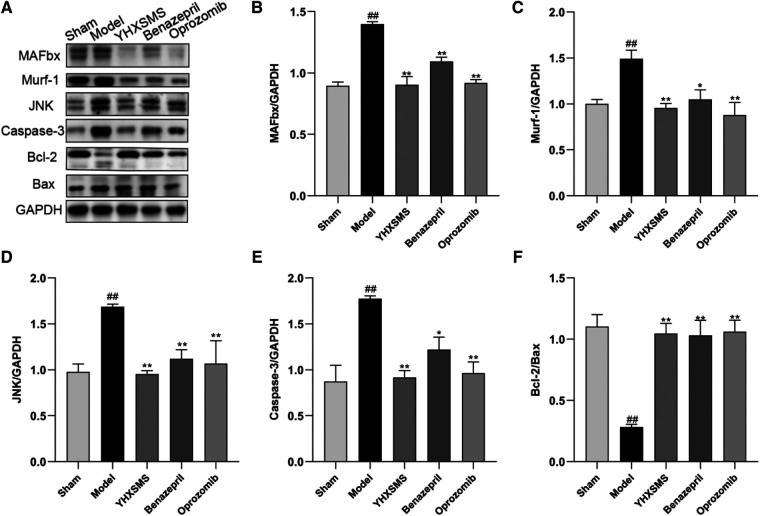 A
Sham
Model
YHXSMS
Benazepril
Oprozomib
MAFbx
Murf-1
JNK
Caspase-3
Bcl-2
Bax
GAPDH
B
MAFbx/GAPDH
1.5
1.0
0.5
0.0
##
**
**
**
Sham
Model
YHXSMS
Benazepril
Oprozomib
C
Murf-1/GAPDH
2.0
1.5
1.0
0.5
0.0
##
**
*
**
Sham
Model
YHXSMS
Benazepril
Oprozomib
D
JNK/GAPDH
2.0
1.5
1.0
0.5
0.0
##
**
**
**
Sham
Model
YHXSMS
Benazepril
Oprozomib
E
Caspase-3/GAPDH
2.0
1.5
1.0
0.5
0.0
##
**
*
**
Sham
Model
YHXSMS
Benazepril
Oprozomib
F
Bcl-2/Bax
1.5
1.0
0.5
0.0
##
**
**
**
Sham
Model
YHXSMS
Benazepril
Oprozomib